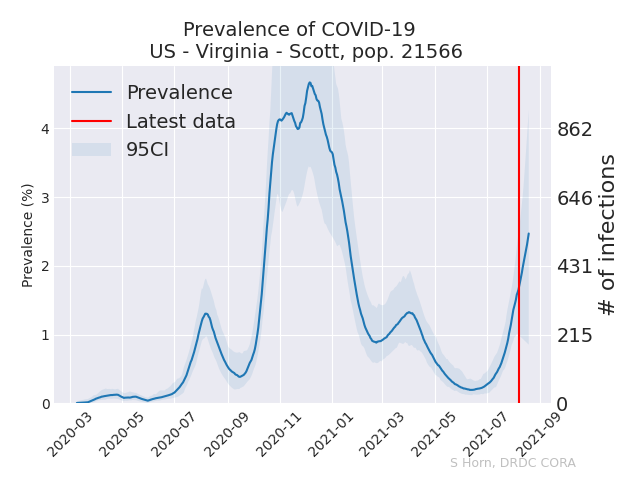 Prevalence of COVID-19
US - Virginia - Scott, pop. 21566
Prevalence
Latest data
95CI
Prevalence (%)
4
3
2
1
0
862
646
431
215
0
# of infections
2020-03
2020-05
2020-07
2020-09
2020-11
2021-01
2021-03
2021-05
2021-07
2021-09
S Horn, DRDC CORA